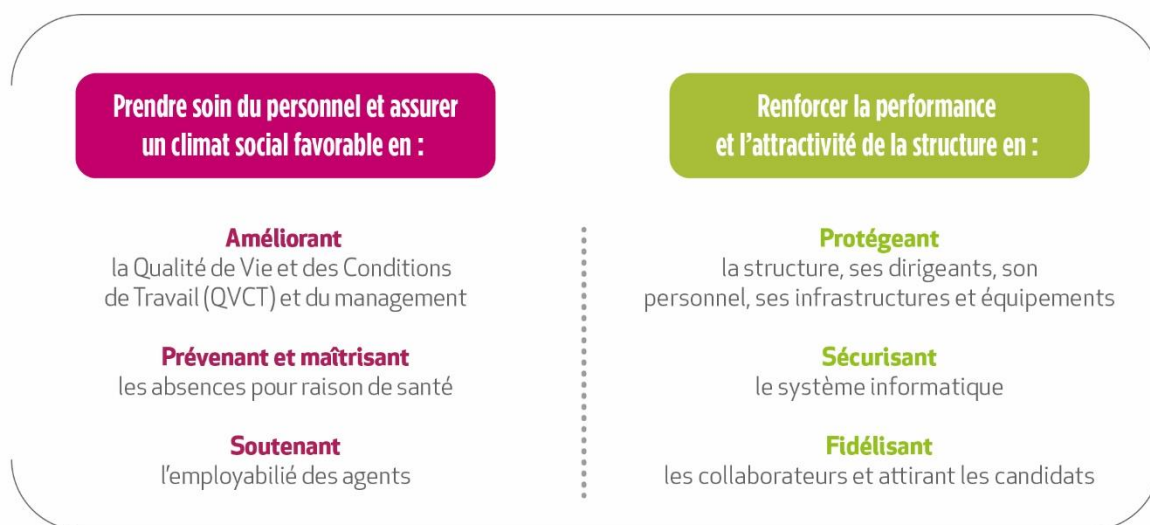 Prendre soin du personnel et assurer
un climat social favorable en :
Améliorant
la Qualité de Vie et des Conditions
de Travail (QVCT) et du management
Prévenant et maîtrisant
les absences pour raison de santé
Soutenant
l’employabilié des agents
Renforcer la performance
et l’attractivité de la structure en :
Protégeant
la structure, ses dirigeants, son
personnel, ses infrastructures et équipements
Sécurisant
le système informatique
Fidélisant
les collaborateurs et attirant les candidats